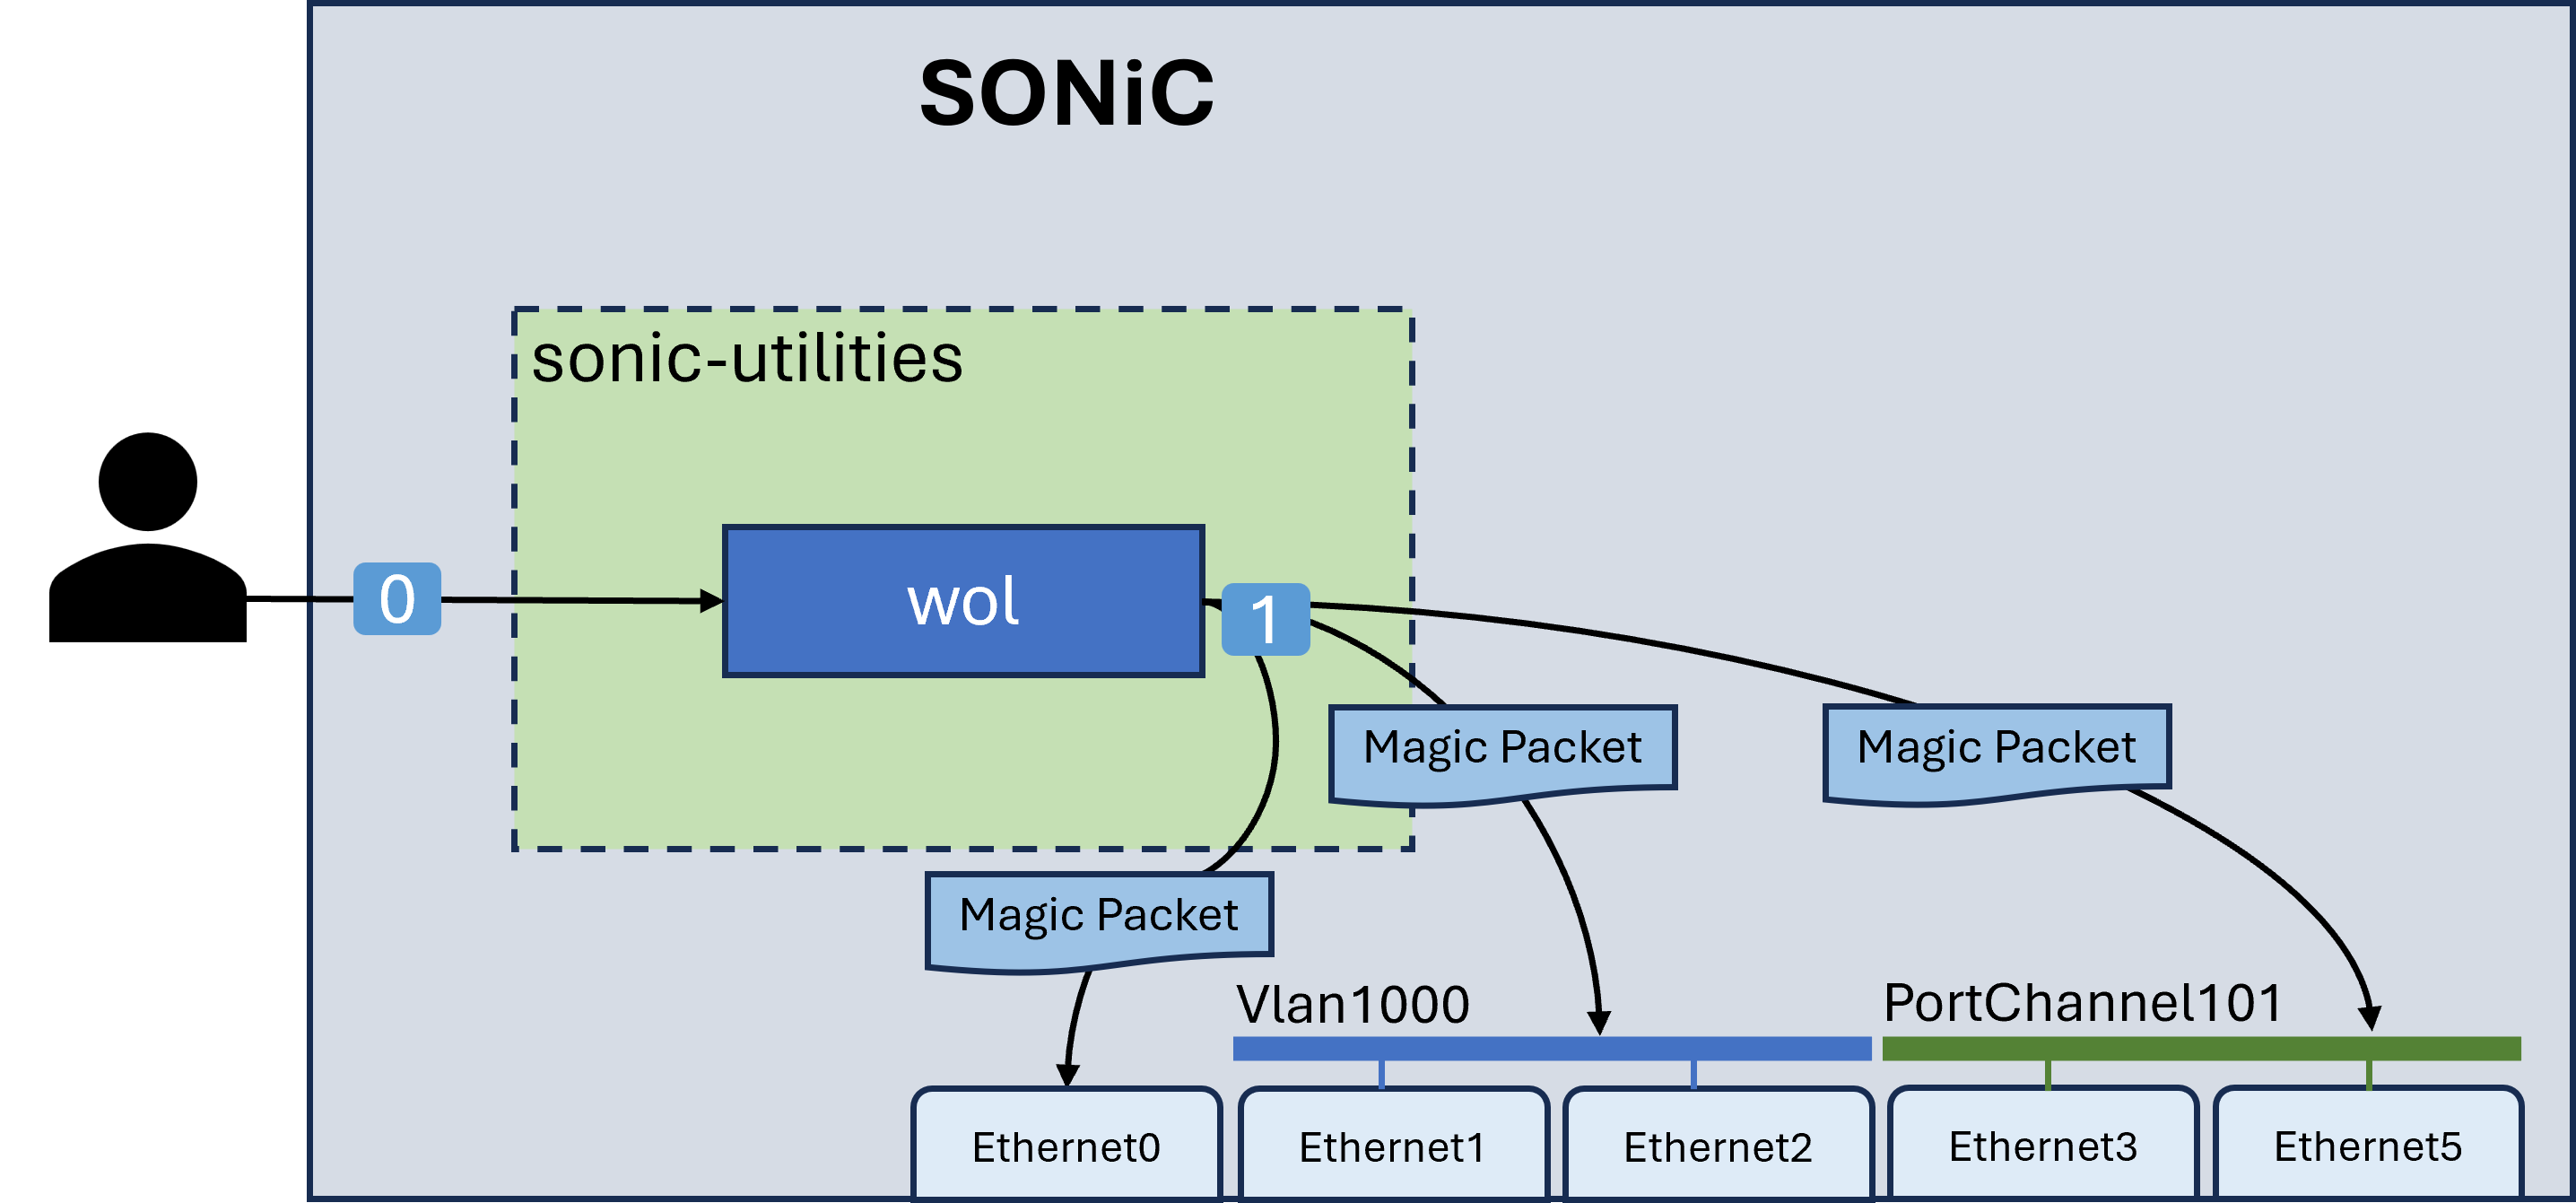 SONiC
sonic-utilities
0
wol
1
Magic Packet
Magic Packet
Magic Packet
Vlan1000
PortChannel101
Ethernet0
Ethernet1
Ethernet2
Ethernet3
Ethernet5